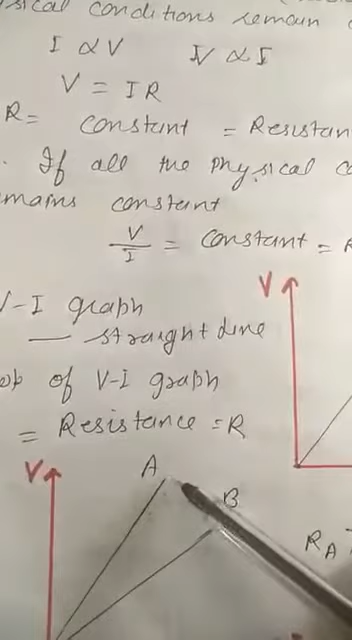 conditions remain
I ∝ V V ∝ I
V = IR
R = constant = Resistan
If all the physical c
mains constant
V/I = constant = R
V
V-I graph
— straight line
of V-I graph
= Resistance = R
V
A
B
R_A